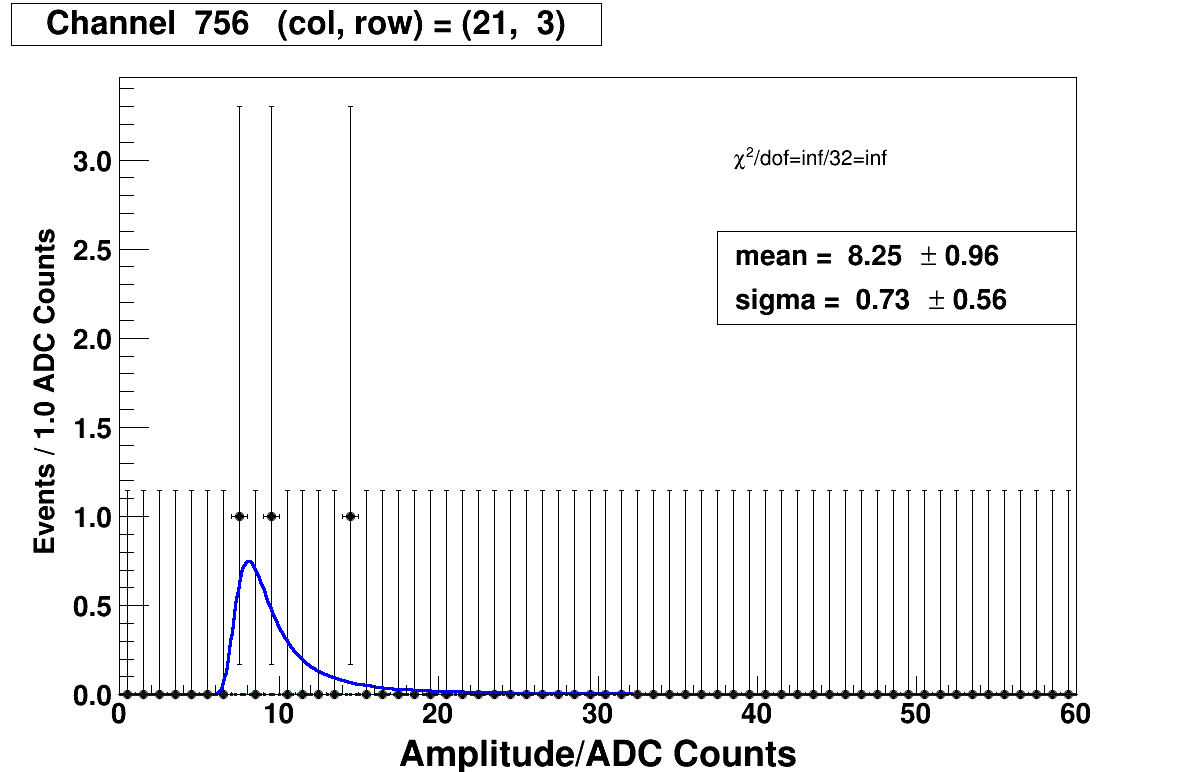 Channel 756 (col, row) = (21, 3)
χ²/dof=inf/32=inf
mean = 8.25 ± 0.96
sigma = 0.73 ± 0.56
Events / 1.0 ADC Counts
3.0
2.5
2.0
1.5
1.0
0.5
0.0
0 10 20 30 40 50 60
Amplitude/ADC Counts